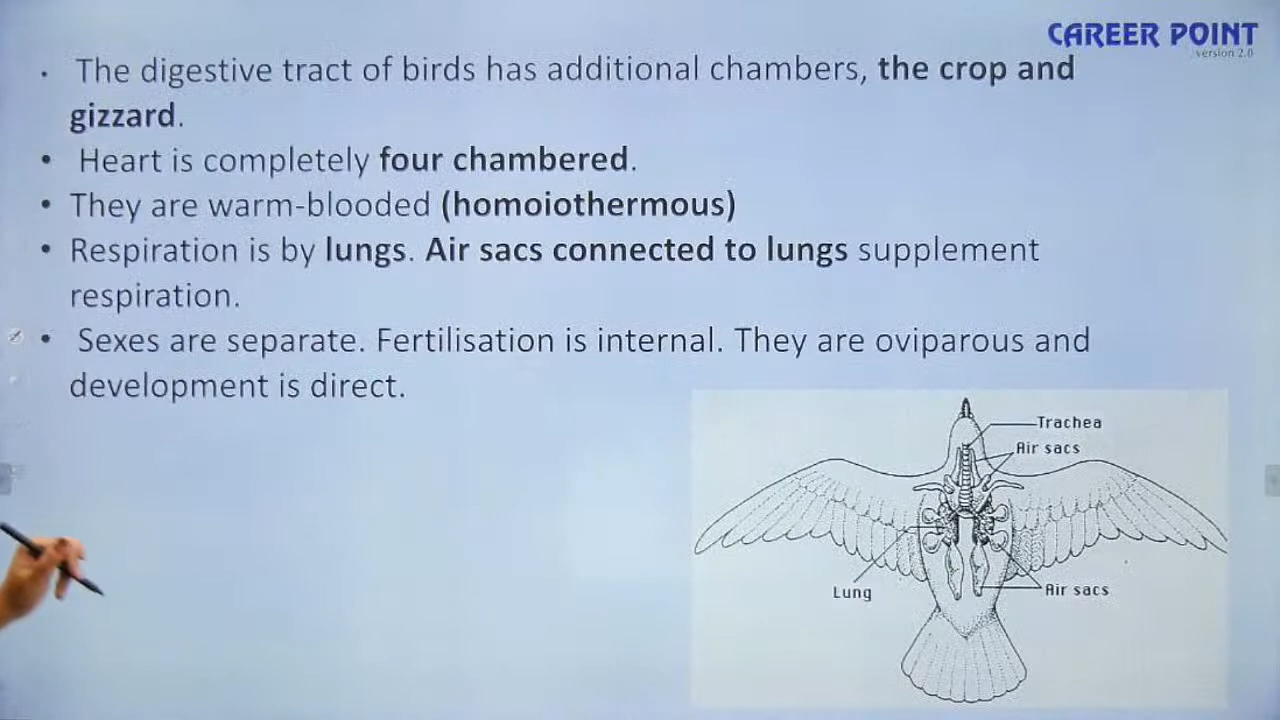 CAREER POINT
version 2.0
• The digestive tract of birds has additional chambers, the crop and
gizzard.
• Heart is completely four chambered.
• They are warm-blooded (homoiothermous)
• Respiration is by lungs. Air sacs connected to lungs supplement
respiration.
• Sexes are separate. Fertilisation is internal. They are oviparous and
development is direct.
Trachea
Air sacs
Lung
Air sacs